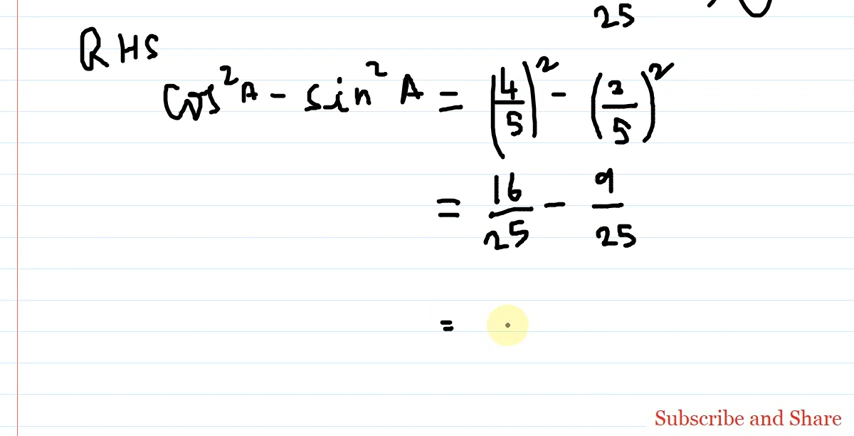 25
RHS
cos²A - sin²A = (4/5)² - (3/5)²
= 16/25 - 9/25
=
Subscribe and Share